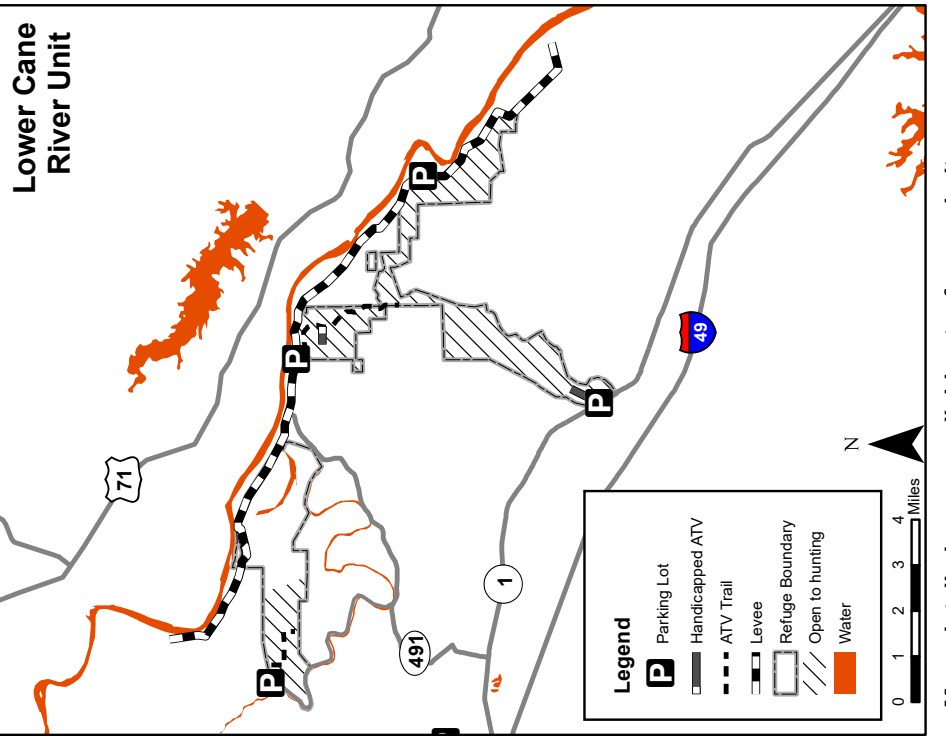 Lower Cane
River Unit
71
P
P
P
P
491
1
49
N
Legend
P Parking Lot
Handicapped ATV
ATV Trail
Levee
Refuge Boundary
Open to hunting
Water
0 1 2 3 4
Miles